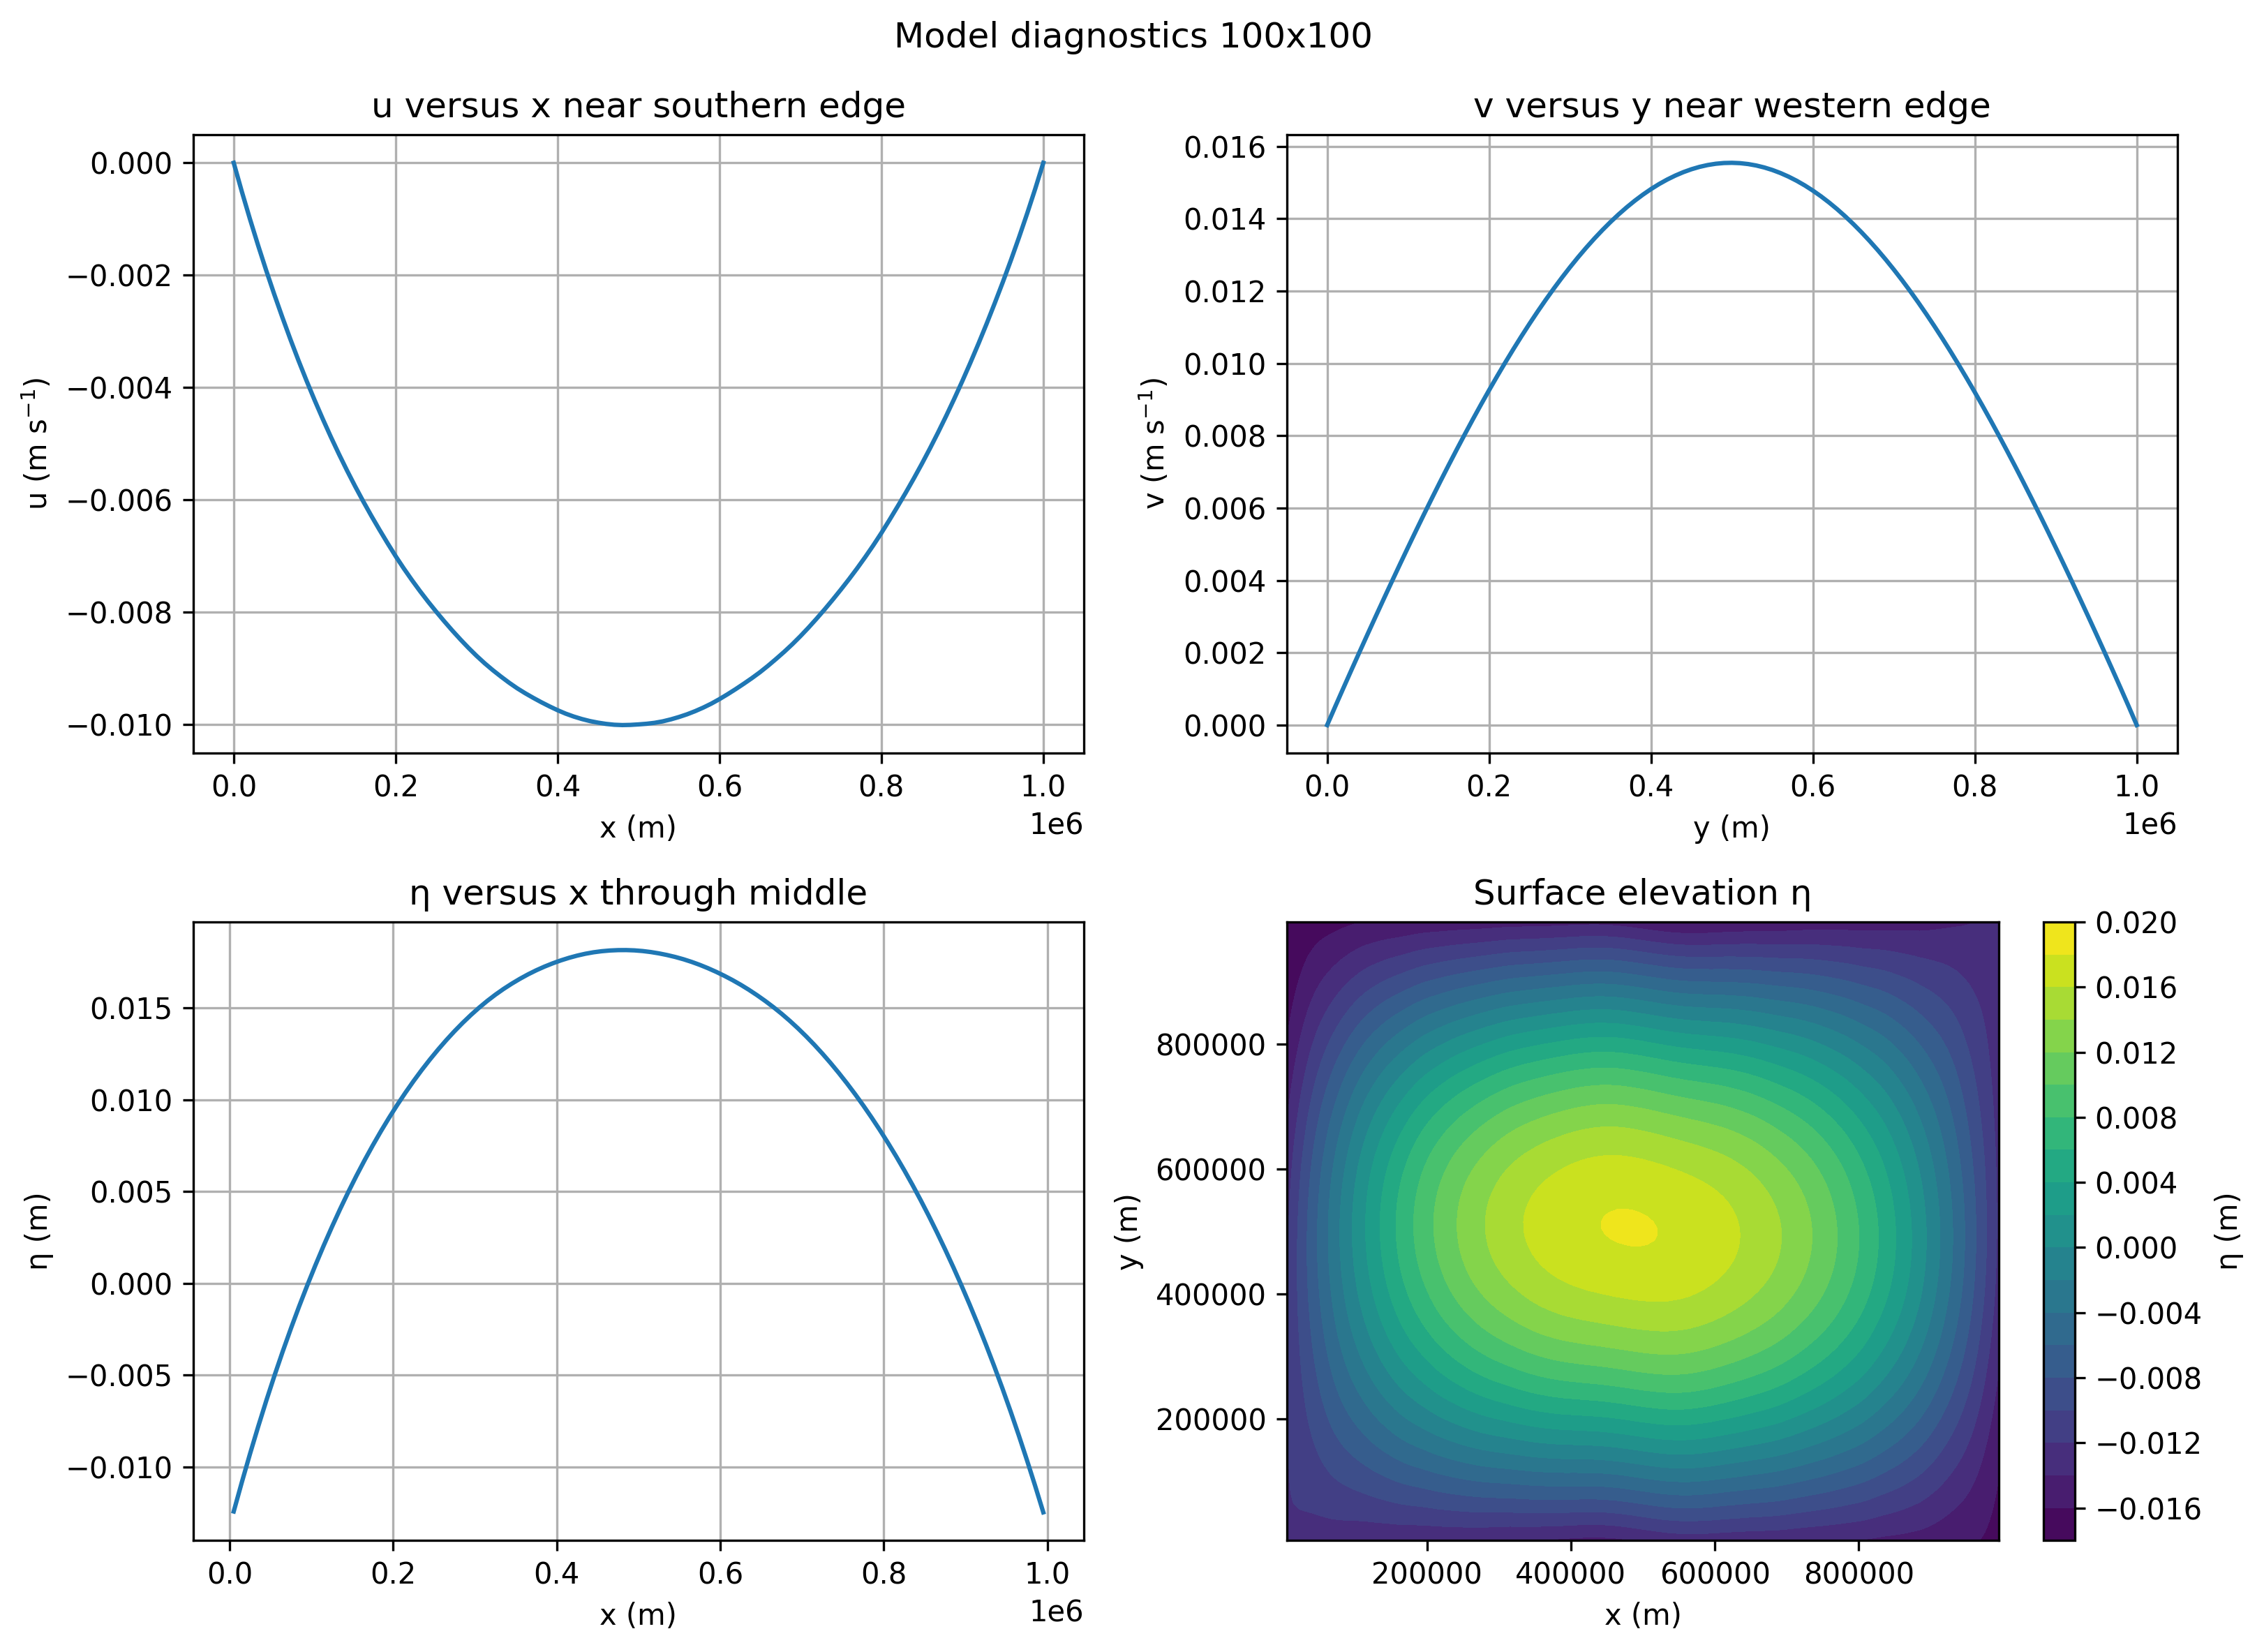 Model diagnostics 100x100
u versus x near southern edge
0.000
−0.002
−0.004
−0.006
−0.008
−0.010
u (m s⁻¹)
0.0 0.2 0.4 0.6 0.8 1.0
x (m)
1e6
v versus y near western edge
0.016
0.014
0.012
0.010
0.008
0.006
0.004
0.002
0.000
v (m s⁻¹)
0.0 0.2 0.4 0.6 0.8 1.0
y (m)
1e6
η versus x through middle
0.015
0.010
0.005
0.000
−0.005
−0.010
η (m)
0.0 0.2 0.4 0.6 0.8 1.0
x (m)
1e6
Surface elevation η
800000
600000
400000
200000
y (m)
200000 400000 600000 800000
x (m)
0.020
0.016
0.012
0.008
0.004
0.000
−0.004
−0.008
−0.012
−0.016
η (m)